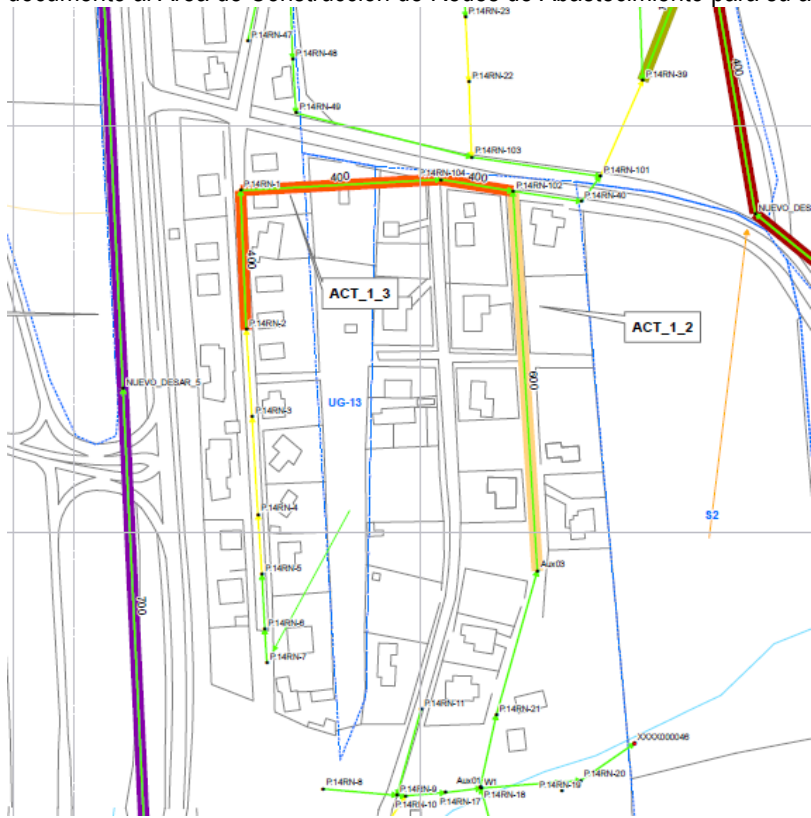 documento al Área de Construcción de Redes de Abastecimiento para su a
P.14RN-23
P.14RN-47
P.14RN-48
400
P.14RN-22
P.14RN-39
P.14RN-49
P.14RN-103
P.14RN-101
P.14RN-104
400
400
P.14RN-1
P.14RN-102
P.14RN-40
NUEVO_DES
400
ACT_1_3
P.14RN-2
ACT_1_2
NUEVO_DESAR_5
600
UG-13
P.14RN-3
P.14RN-4
S2
P.14RN-5
Aux03
700
P.14RN-6
P.14RN-7
P.14RN-11
P.14RN-21
XXXX000046
P.14RN-8
P.14RN-9
Aux01
W1
P.14RN-20
P.14RN-19
P.14RN-10
P.14RN-17
P.14RN-18